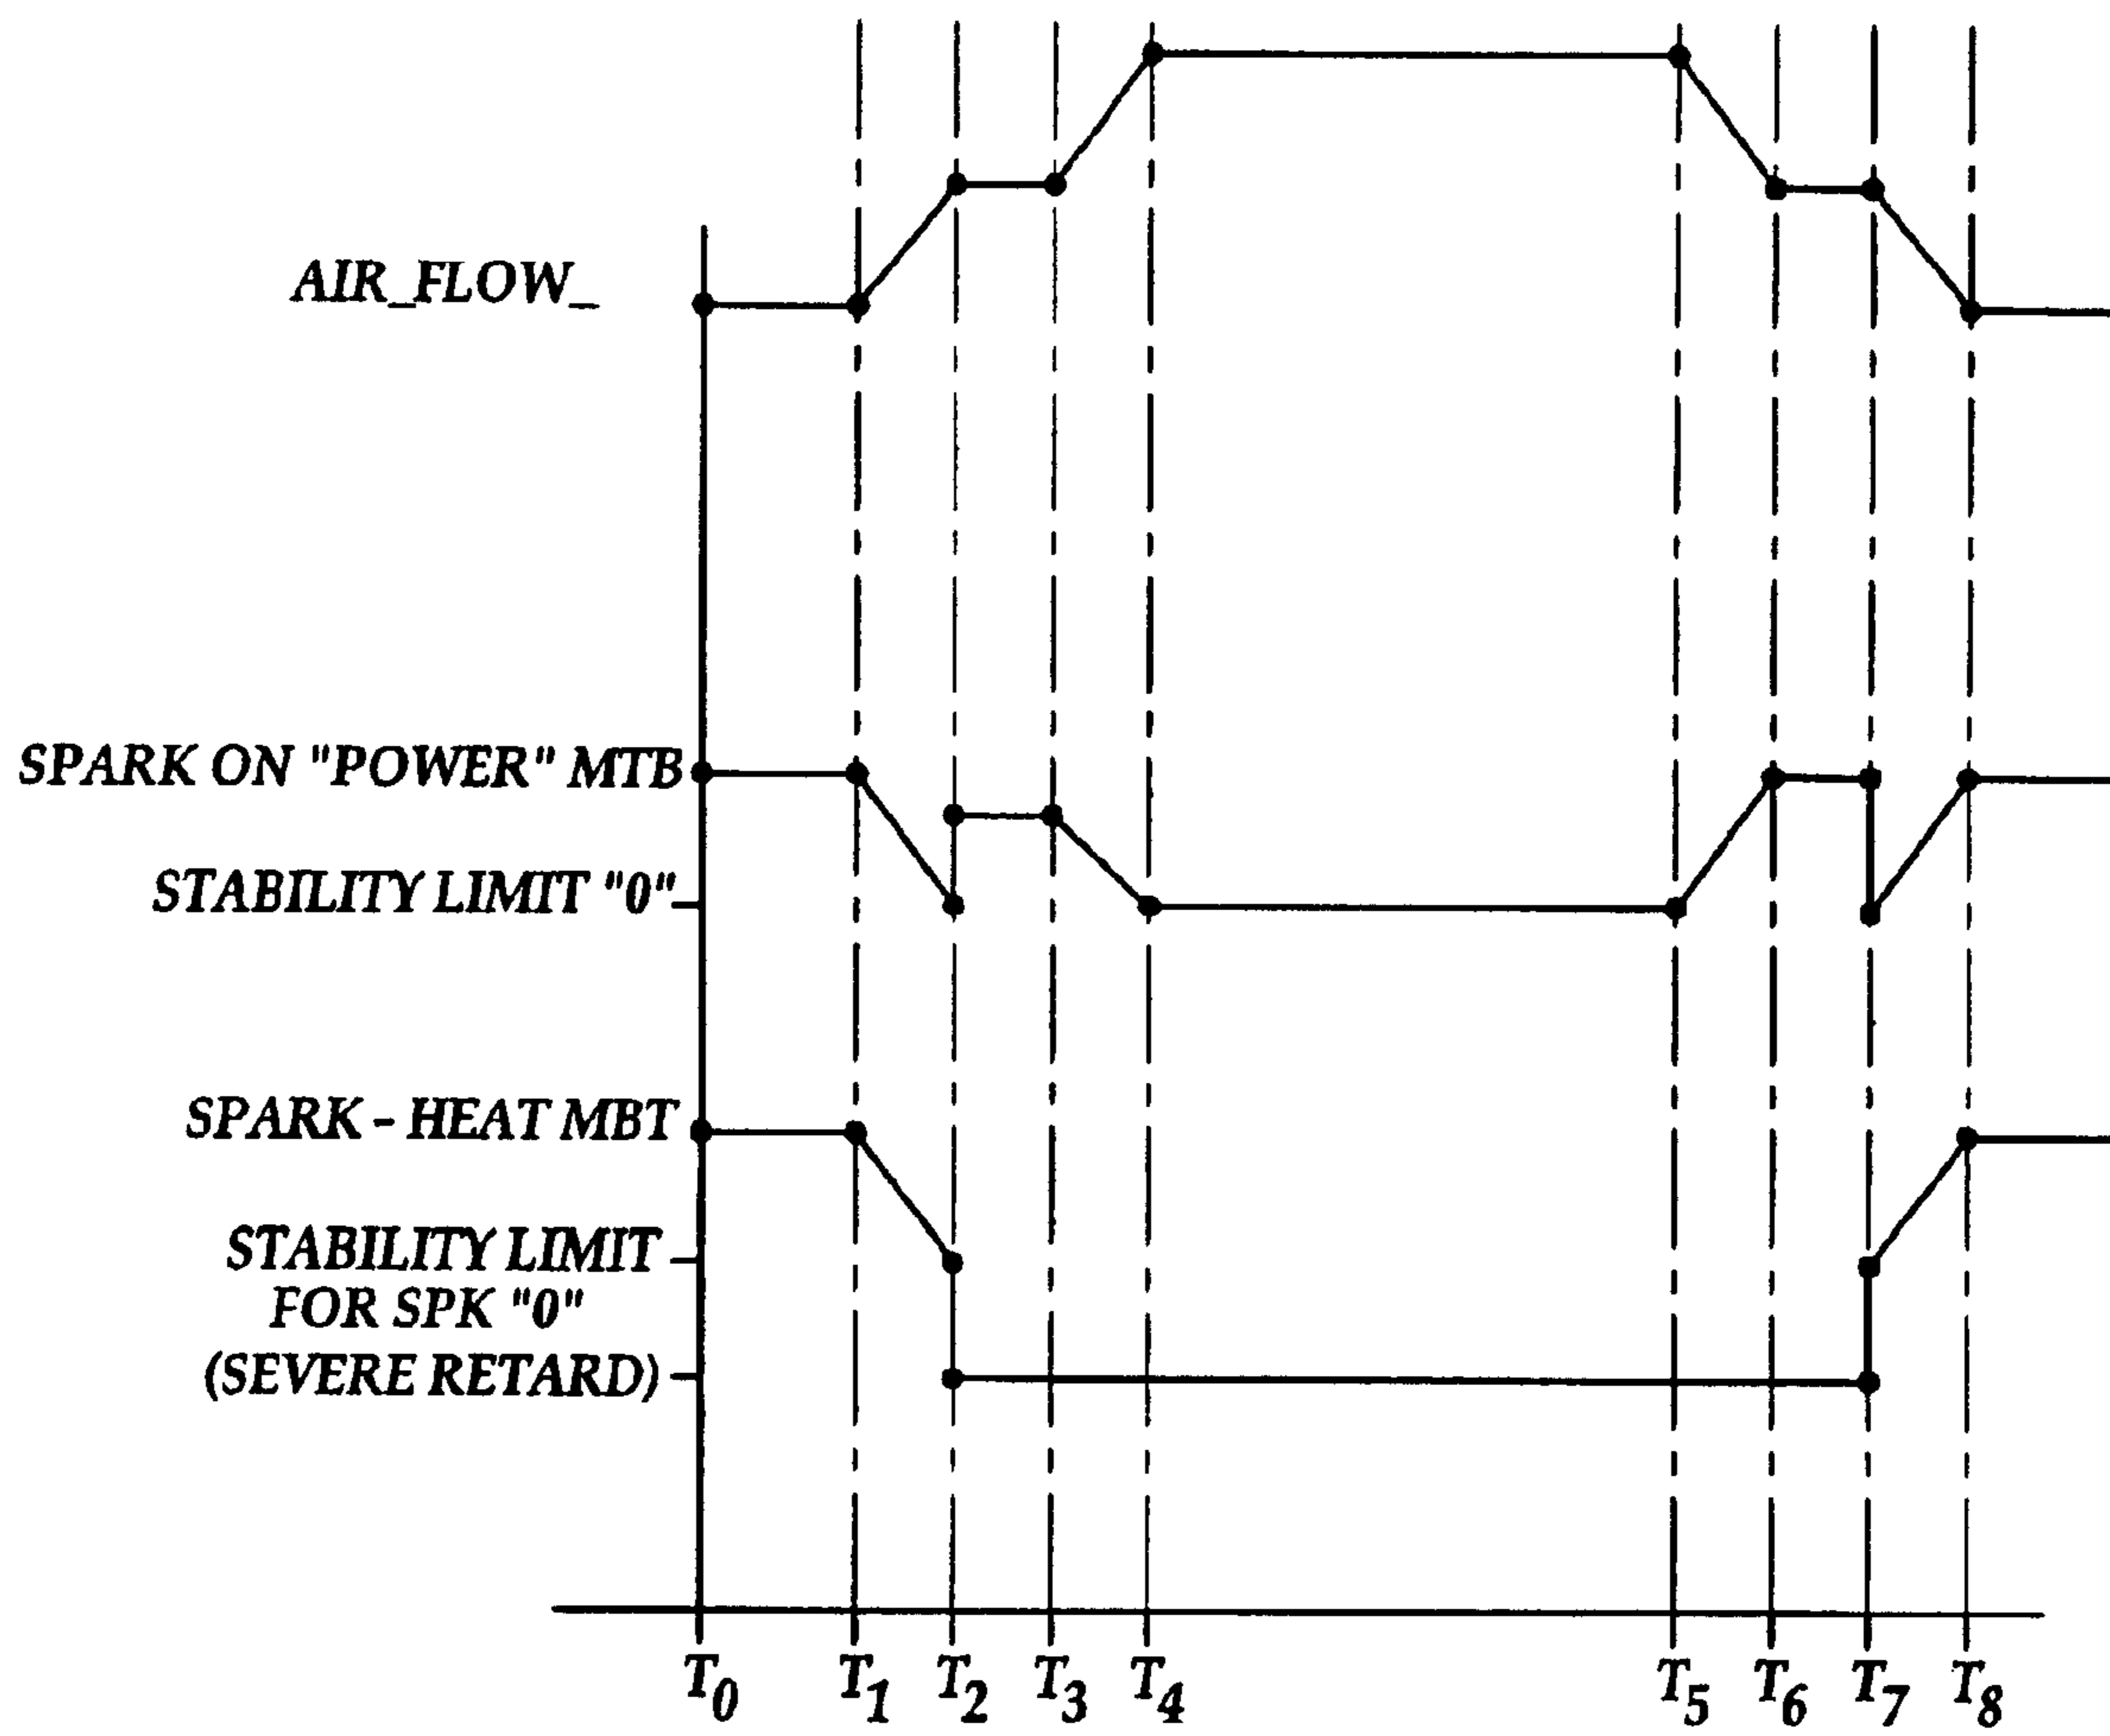 AIR_FLOW_
SPARK ON "POWER" MTB
STABILITY LIMIT "0"
SPARK - HEAT MBT
STABILITY LIMIT
FOR SPK "0"
(SEVERE RETARD)
T0 T1 T2 T3 T4 T5 T6 T7 T8